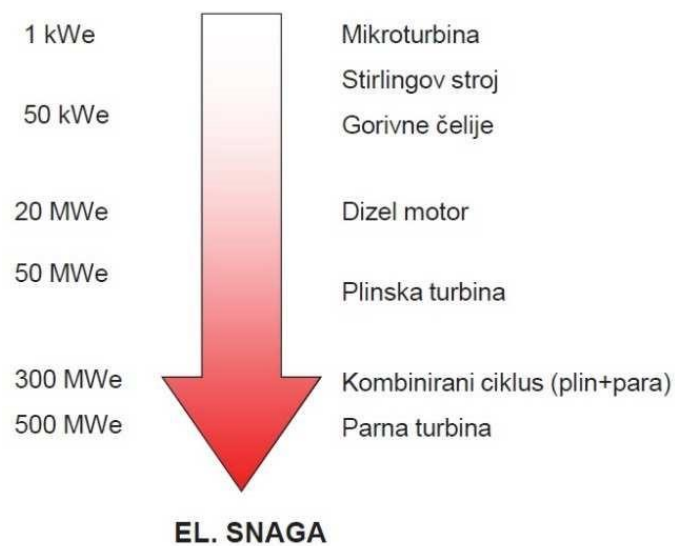 1 kWe
Mikroturbina
Stirlingov stroj
50 kWe
Gorivne čelije
20 MWe
Dizel motor
50 MWe
Plinska turbina
300 MWe
Kombinirani ciklus (plin+para)
500 MWe
Parna turbina
EL. SNAGA